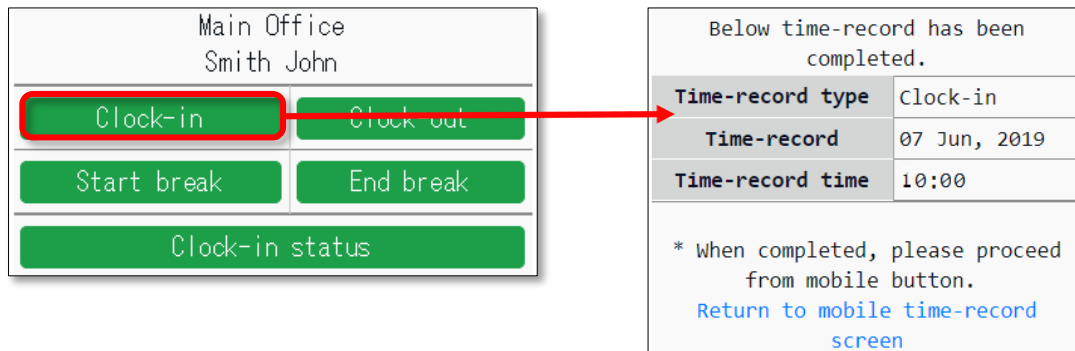 Main Office
Smith John
Clock-in
Clock-out
Start break
End break
Clock-in status
Below time-record has been
completed.
Time-record type Clock-in
Time-record 07 Jun, 2019
Time-record time 10:00
* When completed, please proceed
from mobile button.
Return to mobile time-record
screen